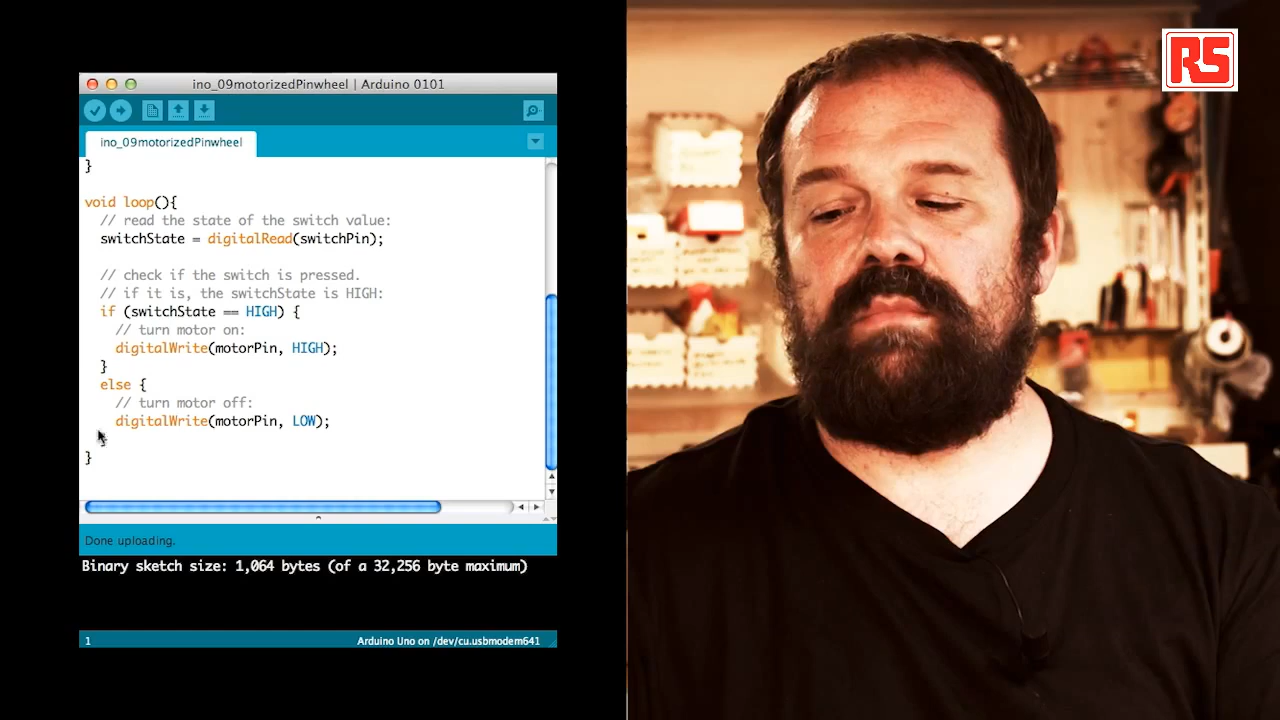 ino_09motorizedPinwheel | Arduino 0101
ino_09motorizedPinwheel
}
void loop(){
// read the state of the switch value:
switchState = digitalRead(switchPin);
// check if the switch is pressed.
// if it is, the switchState is HIGH:
if (switchState == HIGH) {
// turn motor on:
digitalWrite(motorPin, HIGH);
}
else {
// turn motor off:
digitalWrite(motorPin, LOW);
}
}
Done uploading.
Binary sketch size: 1,064 bytes (of a 32,256 byte maximum)
1 Arduino Uno on /dev/cu.usbmodem641
RS